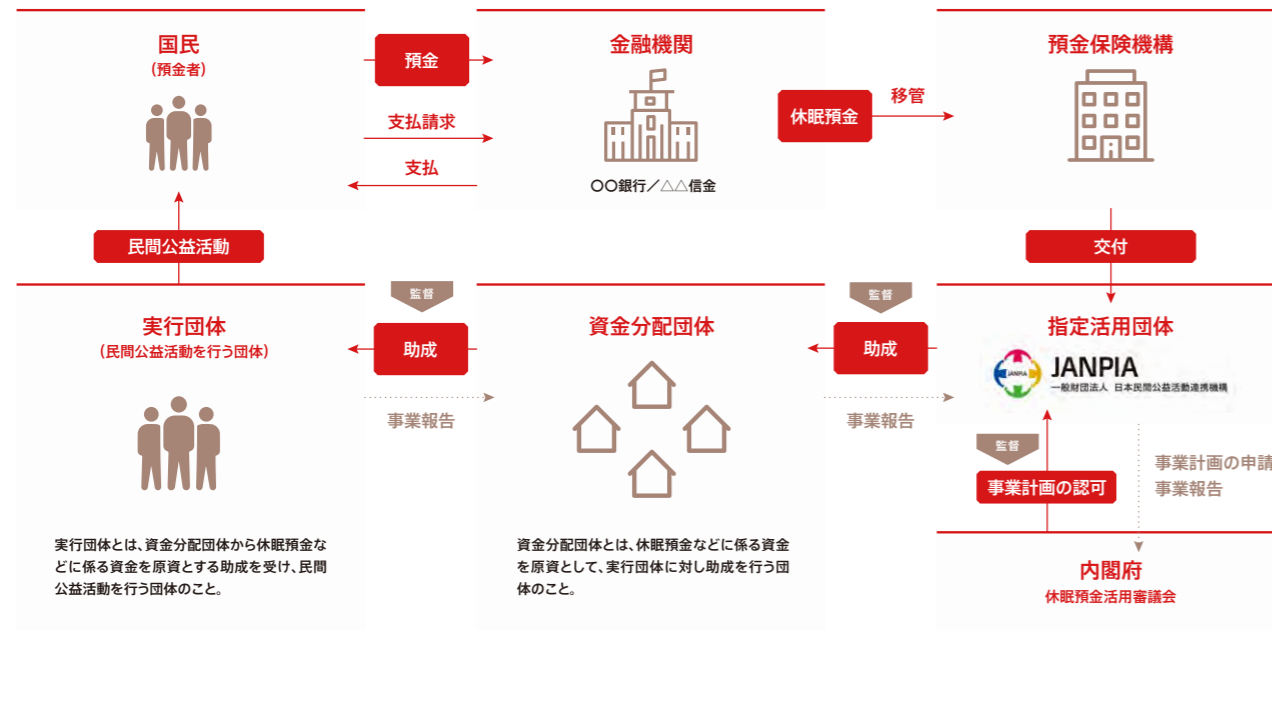 国民
(預金者)
預金
支払請求
支払
金融機関
〇〇銀行／△△信金
休眠預金
移管
預金保険機構
民間公益活動
交付
実行団体
(民間公益活動を行う団体)
監督
助成
事業報告
資金分配団体
監督
助成
事業報告
指定活用団体
JANPIA
JANPIA
一般財団法人 日本民間公益活動連携機構
監督
事業計画の認可
事業計画の申請
事業報告
実行団体とは、資金分配団体から休眠預金な
どに係る資金を原資とする助成を受け、民間
公益活動を行う団体のこと。
資金分配団体とは、休眠預金などに係る資金
を原資として、実行団体に対し助成を行う団
体のこと。
内閣府
休眠預金活用審議会